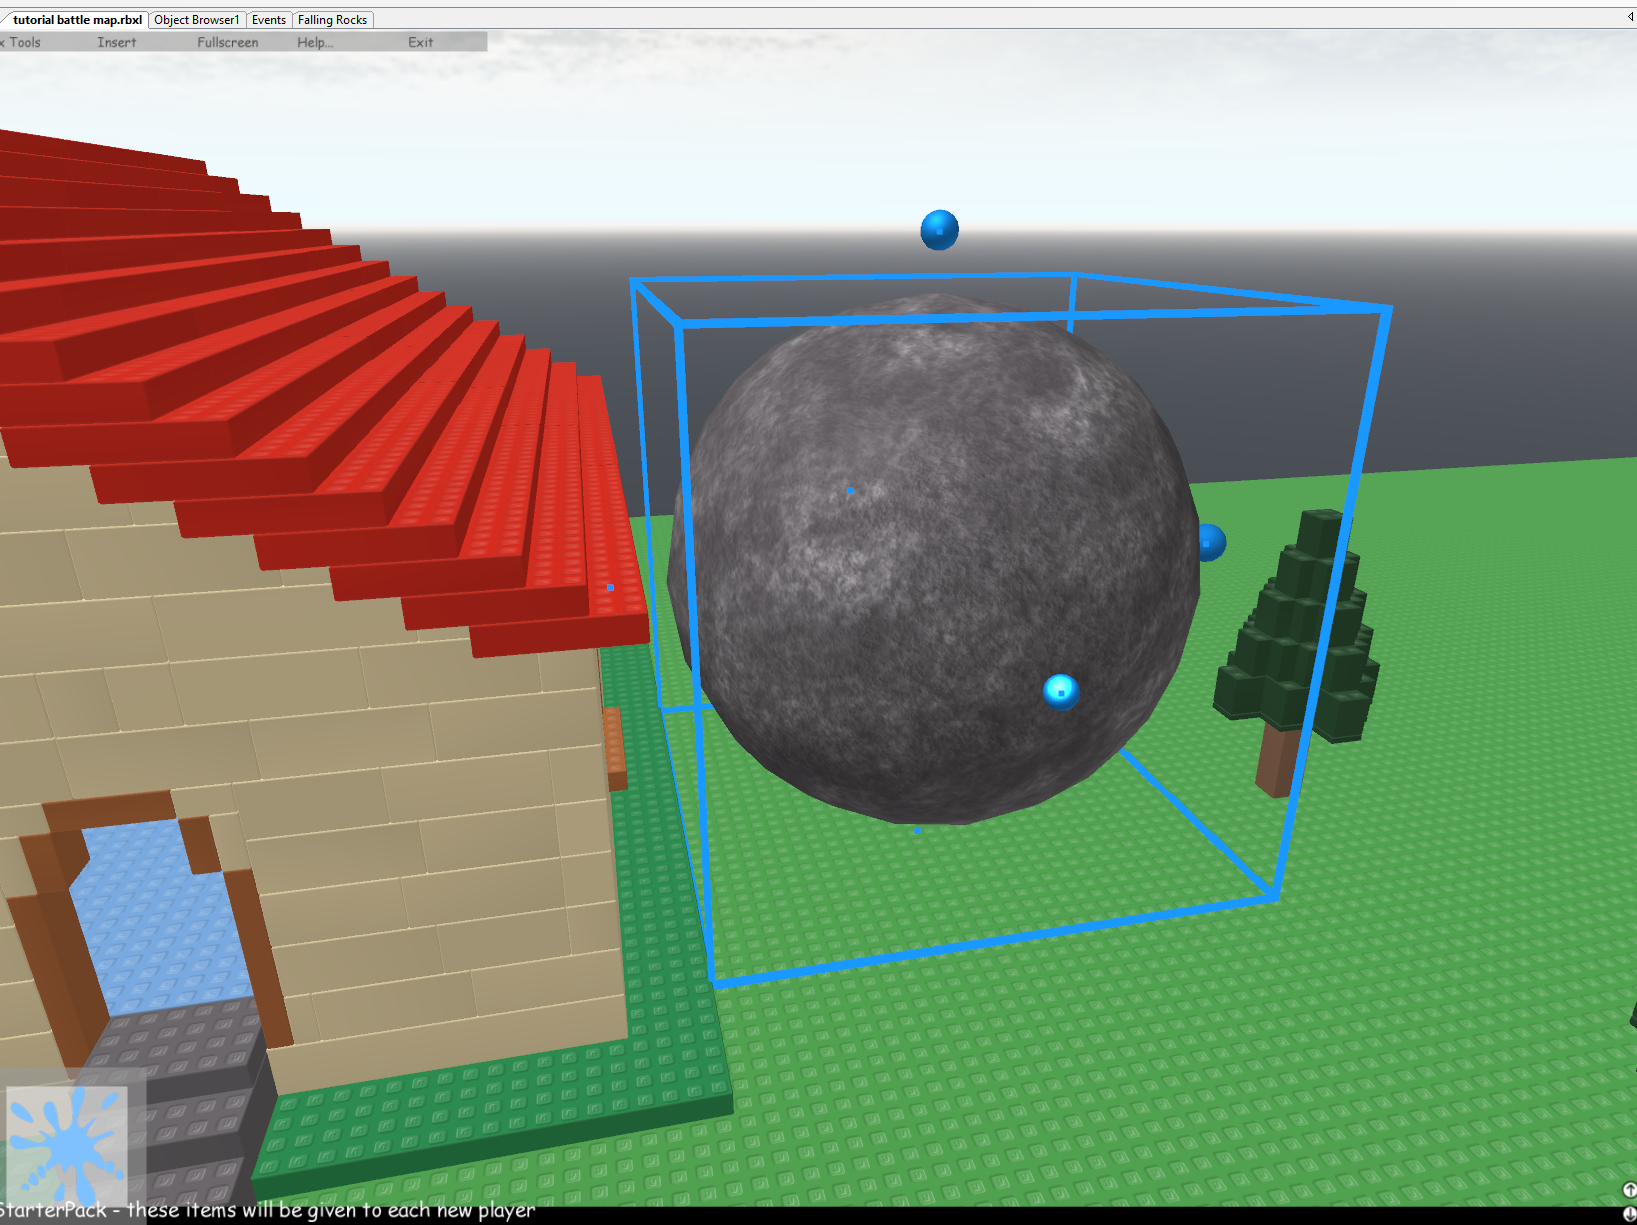 tutorial battle map.rbxl Object Browser1 Events Falling Rocks
x Tools Insert Fullscreen Help... Exit
StarterPack - these items will be given to each new player